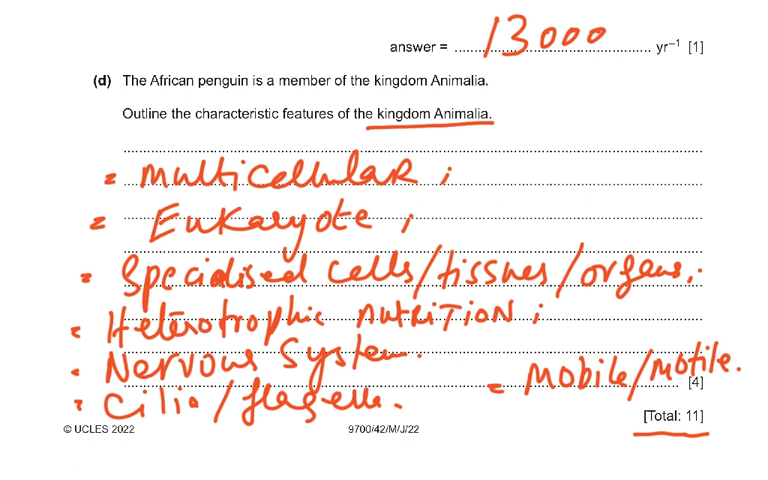 answer = 13000 yr⁻¹ [1]
(d) The African penguin is a member of the kingdom Animalia.
Outline the characteristic features of the kingdom Animalia.
= Multicellular ;
= Eukaryote ;
= Specialised cells/tissues/organs ;
= Heterotrophic nutrition ;
• Nervous System.
= Cilia/flagella. = Mobile/motile. [4]
[Total: 11]
© UCLES 2022 9700/42/M/J/22